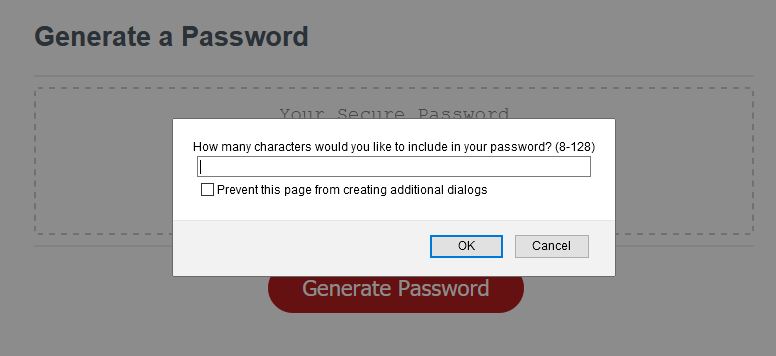 Generate a Password
Your Secure Password
How many characters would you like to include in your password? (8-128)
Prevent this page from creating additional dialogs
OK Cancel
Generate Password